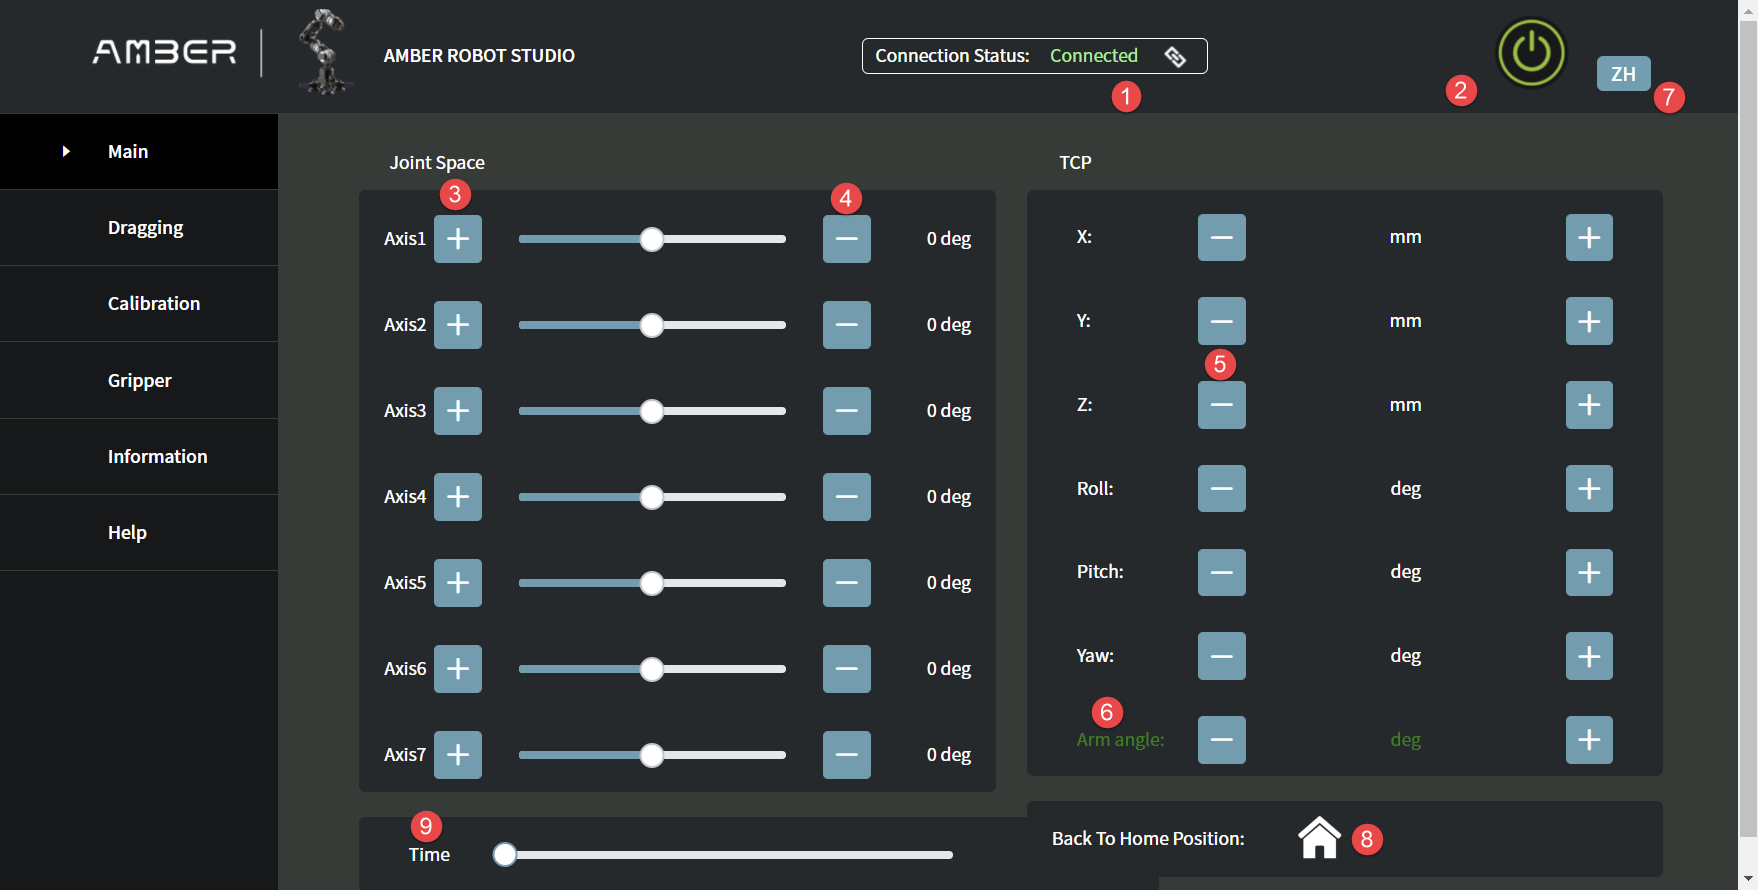 AMBER
AMBER ROBOT STUDIO
Connection Status: Connected
1
2
ZH
7
Main
Dragging
Calibration
Gripper
Information
Help
Joint Space
3
4
Axis1 + − 0 deg
Axis2 + − 0 deg
Axis3 + − 0 deg
Axis4 + − 0 deg
Axis5 + − 0 deg
Axis6 + − 0 deg
Axis7 + − 0 deg
9
Time
TCP
X: − mm +
Y: − mm +
5
Z: − mm +
Roll: − deg +
Pitch: − deg +
Yaw: − deg +
6
Arm angle: − deg +
Back To Home Position:
8